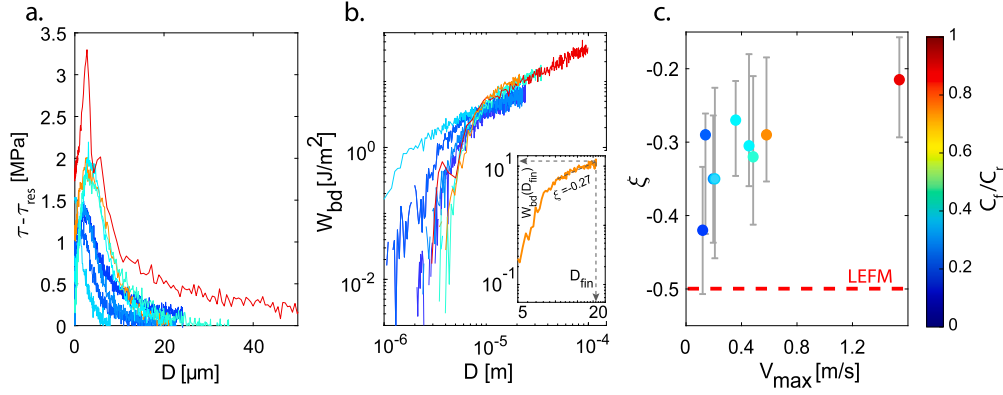 a.
3.5
3
2.5
2
1.5
1
0.5
0
τ - τres [MPa]
0
20
40
D [µm]
b.
10^0
10^-2
Wbd [J/m^2]
10^-6
10^-5
10^-4
D [m]
10^1
10^-1
Wbd(Dfin)
ξ =-0.27
Dfin
5
20
c.
-0.2
-0.3
-0.4
-0.5
ξ
LEFM
0
0.4
0.8
1.2
Vmax [m/s]
1
0.8
0.6
0.4
0.2
0
Cf/Cr